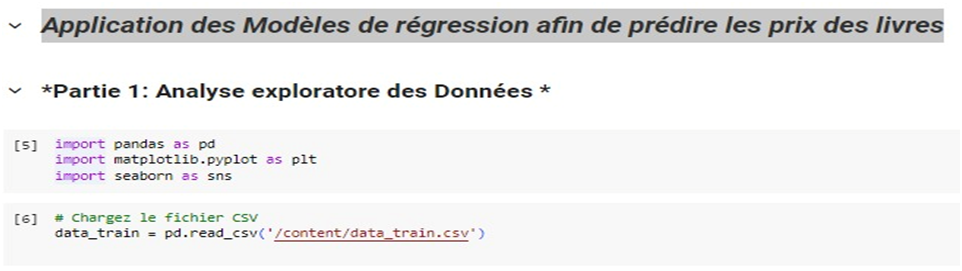 Application des Modèles de régression afin de prédire les prix des livres
*Partie 1: Analyse exploratore des Données *
[5] import pandas as pd
import matplotlib.pyplot as plt
import seaborn as sns
[6] # Chargez le fichier CSV
data_train = pd.read_csv('/content/data_train.csv')